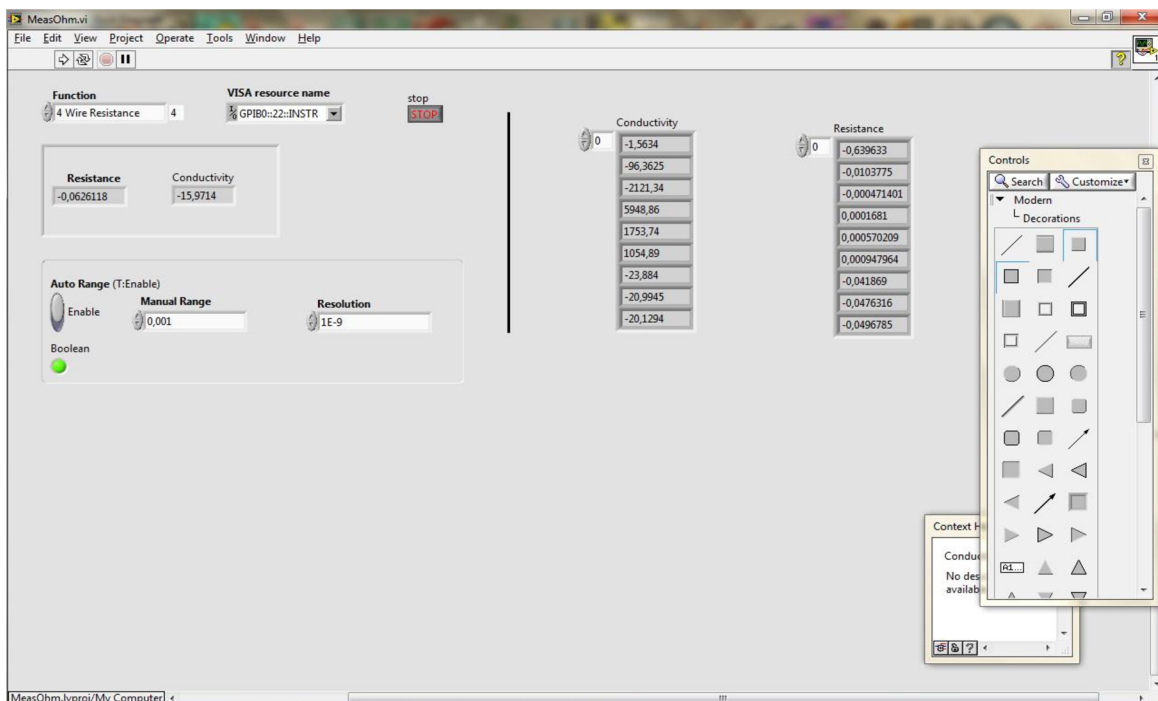 MeasOhm.vi
File Edit View Project Operate Tools Window Help
Function
4 Wire Resistance 4
VISA resource name
GPIB0::22::INSTR
stop
STOP
Resistance
-0,0626118
Conductivity
-15,9714
Auto Range (T:Enable)
Enable
Manual Range
0,001
Resolution
1E-9
Boolean
Conductivity
0
-1,5634
-96,3625
-2121,34
5948,86
1753,74
1054,89
-23,884
-20,9945
-20,1294
Resistance
0
-0,639633
-0,0103775
-0,000471401
0,0001681
0,000570209
0,000947964
-0,041869
-0,0476316
-0,0496785
Controls
Search Customize
Modern
Decorations
A1...
Context H
Conduc
No des
availab
MeasOhm.lvproj/My Computer